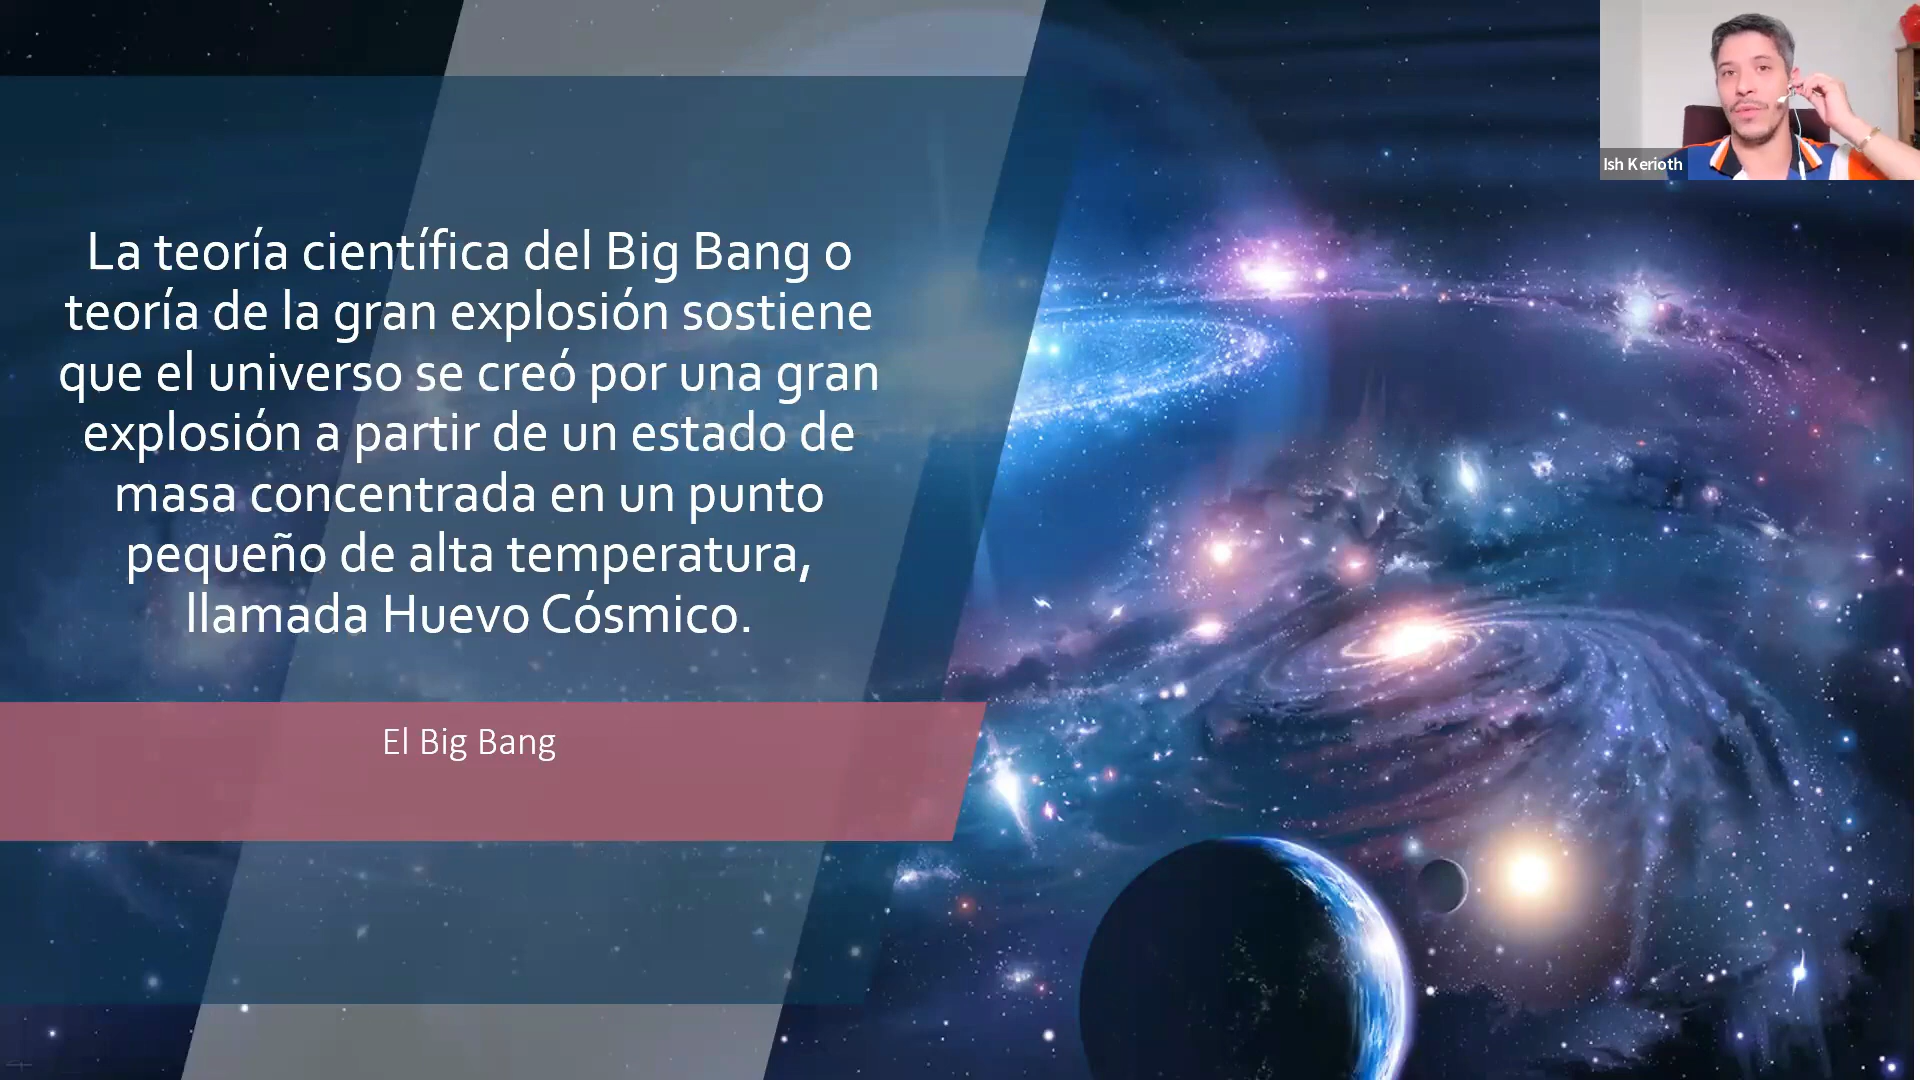 La teoría científica del Big Bang o
teoría de la gran explosión sostiene
que el universo se creó por una gran
explosión a partir de un estado de
masa concentrada en un punto
pequeño de alta temperatura,
llamada Huevo Cósmico.
El Big Bang
Ish Kerioth